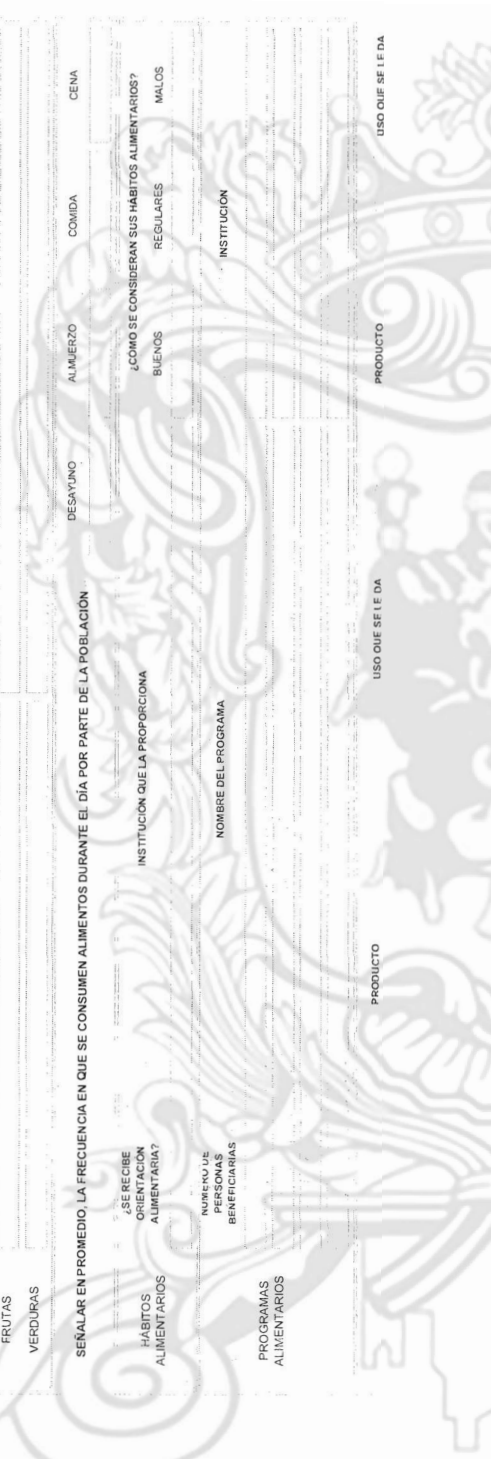 FRUTAS
VERDURAS
SEÑALAR EN PROMEDIO, LA FRECUENCIA EN QUE SE CONSUMEN ALIMENTOS DURANTE EL DÍA POR PARTE DE LA POBLACIÓN DESAYUNO ALMUERZO COMIDA CENA
HÁBITOS
ALIMENTARIOS
¿SE RECIBE
ORIENTACIÓN
ALIMENTARIA?
INSTITUCIÓN QUE LA PROPORCIONA
¿CÓMO SE CONSIDERAN SUS HÁBITOS ALIMENTARIOS?
BUENOS REGULARES MALOS
PROGRAMAS
ALIMENTARIOS
NÚMERO DE
PERSONAS
BENEFICIARIAS
NOMBRE DEL PROGRAMA
INSTITUCIÓN
PRODUCTO USO QUE SE LE DA PRODUCTO USO QUE SE LE DA